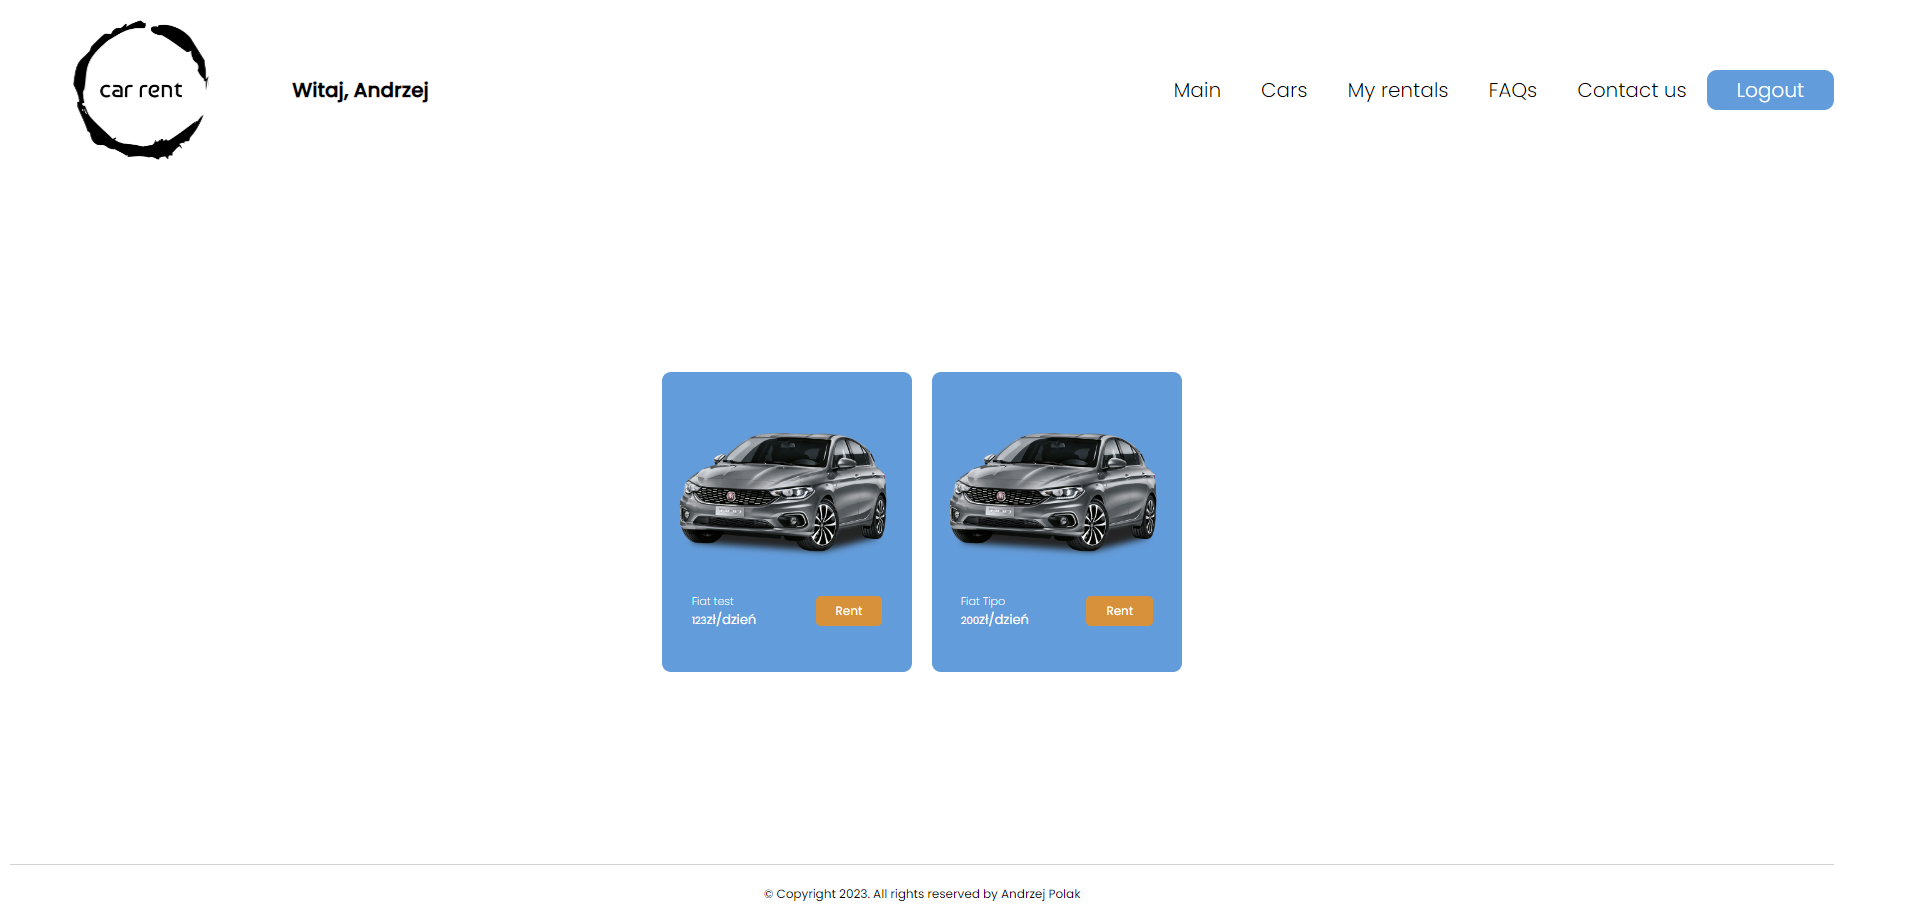 car rent
Witaj, Andrzej
Main
Cars
My rentals
FAQs
Contact us
Logout
Fiat test
123zł/dzień
Rent
Fiat Tipo
200zł/dzień
Rent
© Copyright 2023. All rights reserved by Andrzej Polak